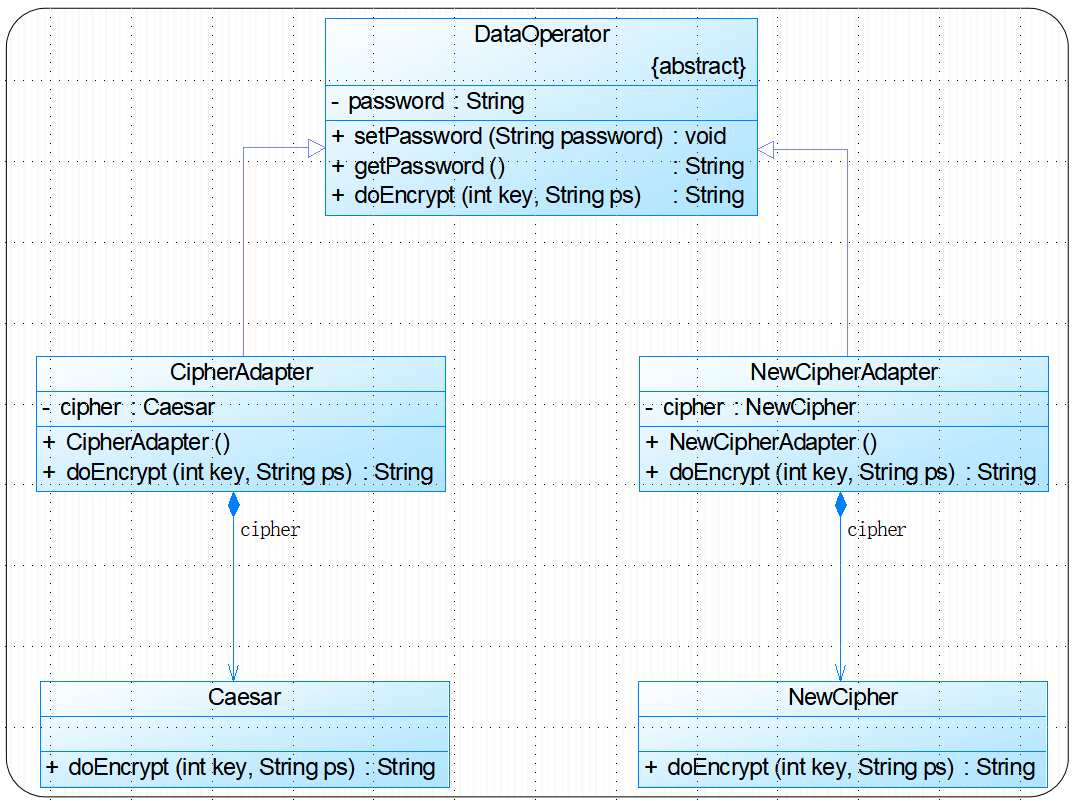 DataOperator
{abstract}
- password : String
+ setPassword (String password) : void
+ getPassword () : String
+ doEncrypt (int key, String ps) : String
CipherAdapter
- cipher : Caesar
+ CipherAdapter ()
+ doEncrypt (int key, String ps) : String
cipher
NewCipherAdapter
- cipher : NewCipher
+ NewCipherAdapter ()
+ doEncrypt (int key, String ps) : String
cipher
Caesar
+ doEncrypt (int key, String ps) : String
NewCipher
+ doEncrypt (int key, String ps) : String